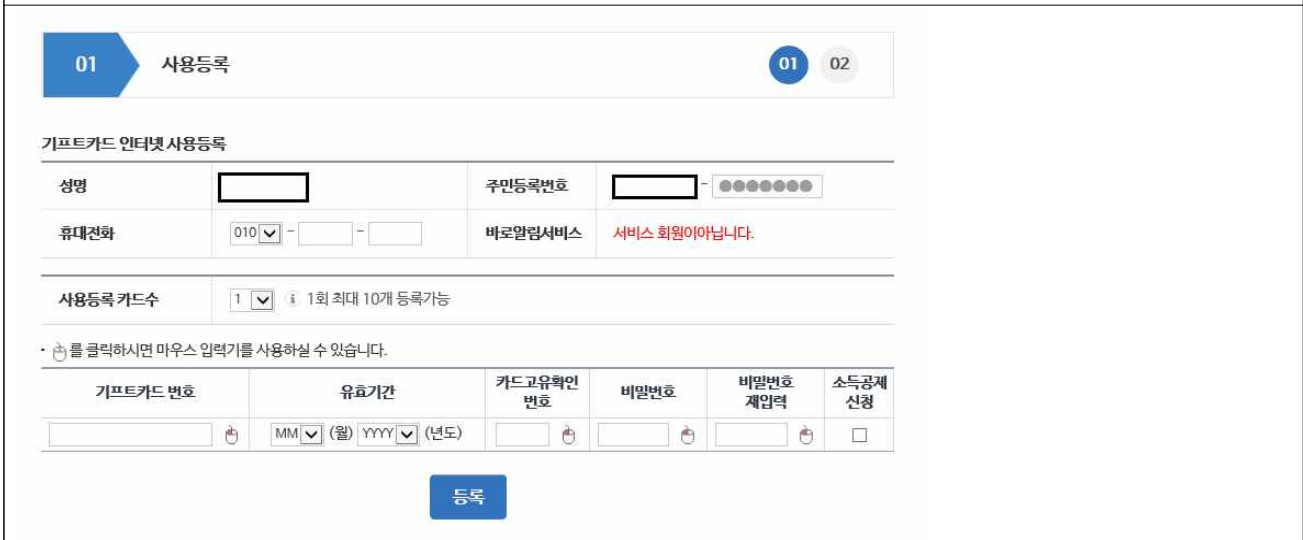 01 사용등록 01 02
기프트카드 인터넷 사용등록
성명 주민등록번호 - ●●●●●●●
휴대전화 010 - - 바로알림서비스 서비스 회원이아닙니다.
사용등록 카드수 1 i 1회 최대 10개 등록가능
· 를 클릭하시면 마우스 입력기를 사용하실 수 있습니다.
기프트카드 번호 유효기간 카드고유확인 번호 비밀번호 비밀번호 재입력 소득공제 신청
MM (월) YYYY (년도)
등록